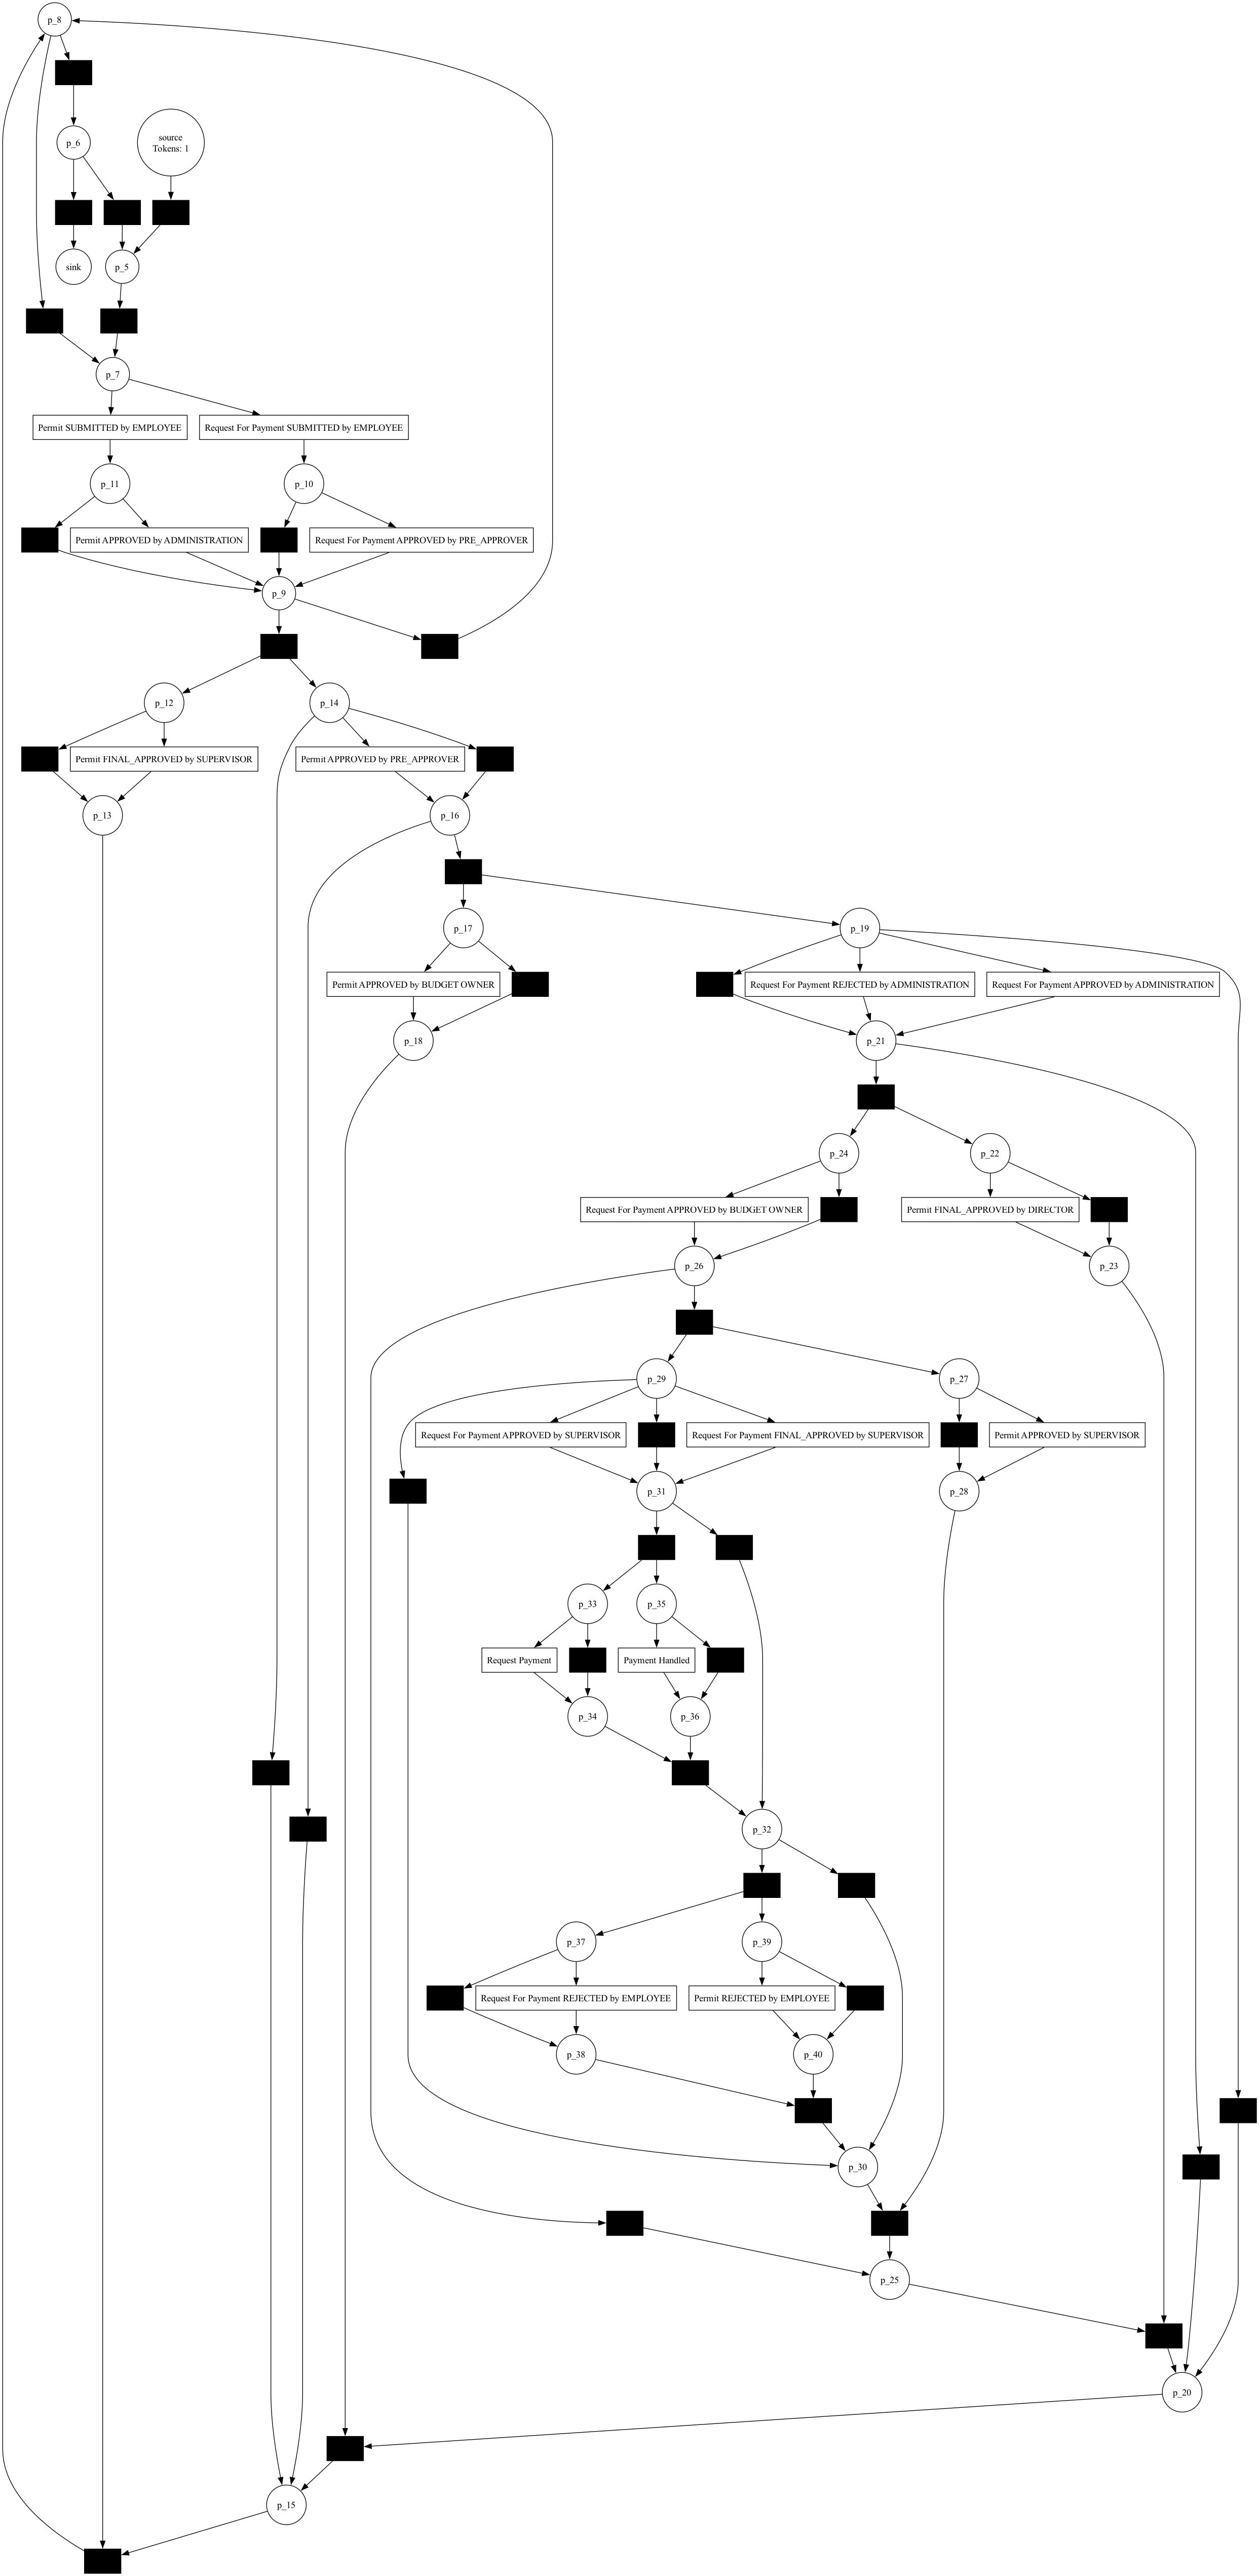 p_8
p_6
source
Tokens: 1
sink
p_5
p_7
Permit SUBMITTED by EMPLOYEE
Request For Payment SUBMITTED by EMPLOYEE
p_11
p_10
Permit APPROVED by ADMINISTRATION
Request For Payment APPROVED by PRE_APPROVER
p_9
p_12
p_14
Permit FINAL_APPROVED by SUPERVISOR
Permit APPROVED by PRE_APPROVER
p_13
p_16
p_17
p_19
Permit APPROVED by BUDGET OWNER
Request For Payment REJECTED by ADMINISTRATION
Request For Payment APPROVED by ADMINISTRATION
p_18
p_21
p_24
p_22
Request For Payment APPROVED by BUDGET OWNER
Permit FINAL_APPROVED by DIRECTOR
p_26
p_23
p_29
p_27
Request For Payment APPROVED by SUPERVISOR
Request For Payment FINAL_APPROVED by SUPERVISOR
Permit APPROVED by SUPERVISOR
p_31
p_28
p_33
p_35
Request Payment
Payment Handled
p_34
p_36
p_32
p_37
p_39
Request For Payment REJECTED by EMPLOYEE
Permit REJECTED by EMPLOYEE
p_38
p_40
p_30
p_25
p_20
p_15